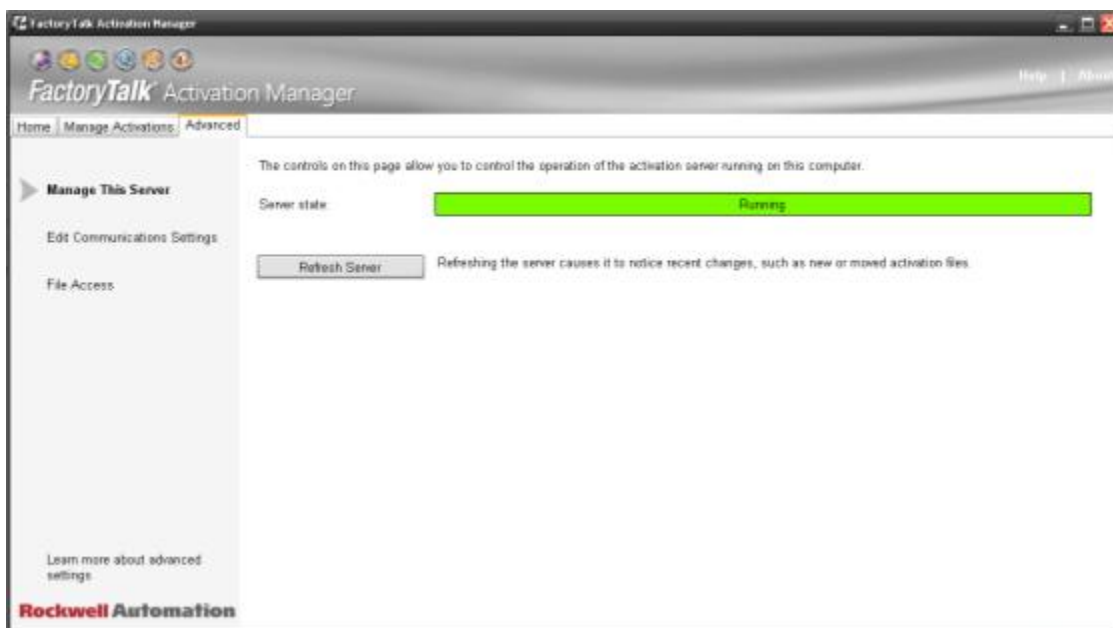 FactoryTalk Activation Manager
Help | About
FactoryTalk Activation Manager
Home Manage Activations Advanced
The controls on this page allow you to control the operation of the activation server running on this computer.
Manage This Server
Server state: Running
Edit Communications Settings
Refresh Server Refreshing the server causes it to notice recent changes, such as new or moved activation files.
File Access
Learn more about advanced
settings
Rockwell Automation